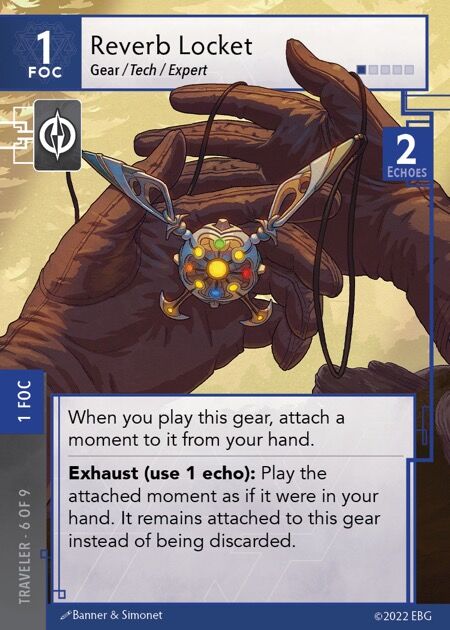 1
FOC
Reverb Locket
Gear / Tech / Expert
2
ECHOES
1 FOC
When you play this gear, attach a
moment to it from your hand.
Exhaust (use 1 echo): Play the
attached moment as if it were in your
hand. It remains attached to this gear
instead of being discarded.
TRAVELER - 6 OF 9
Banner & Simonet
©2022 EBG